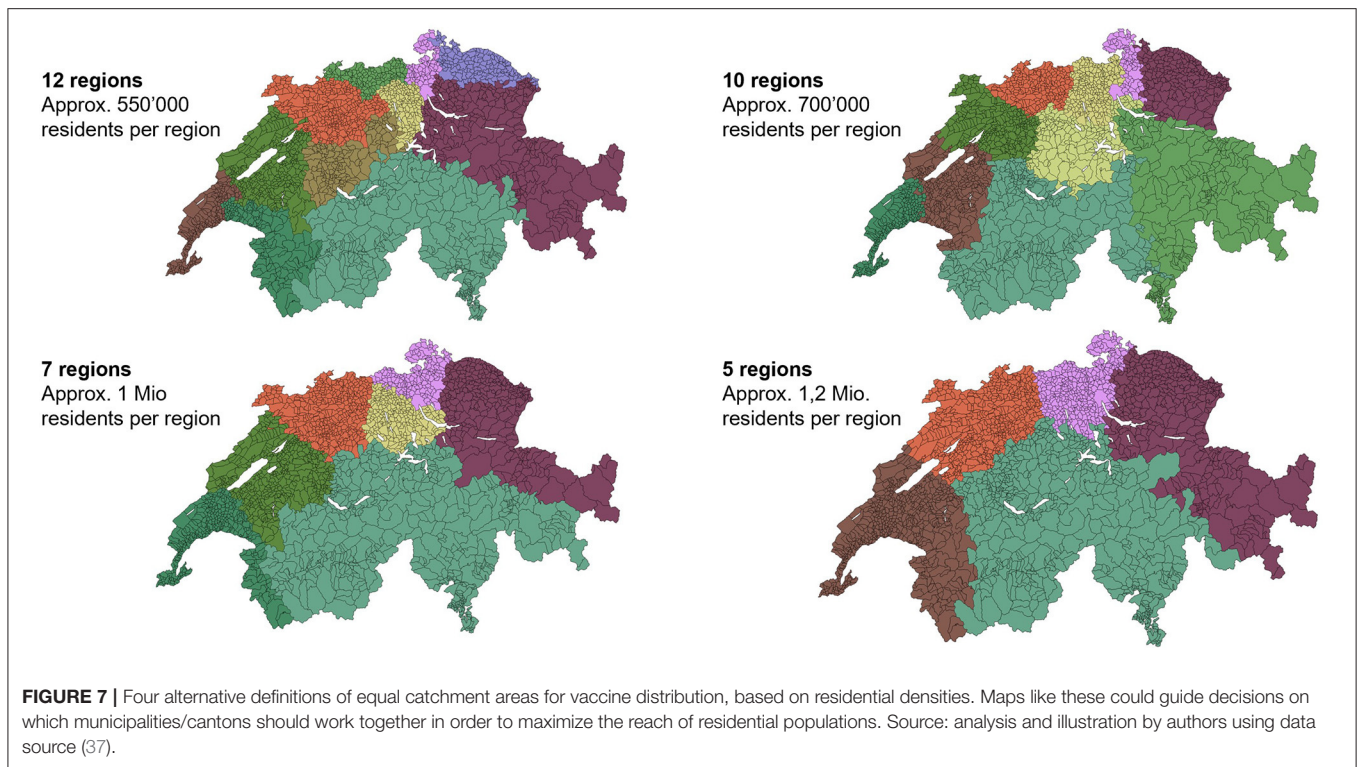 12 regions
Approx. 550’000
residents per region
10 regions
Approx. 700’000
residents per region
7 regions
Approx. 1 Mio
residents per region
5 regions
Approx. 1,2 Mio.
residents per region
FIGURE 7 | Four alternative definitions of equal catchment areas for vaccine distribution, based on residential densities. Maps like these could guide decisions on
which municipalities/cantons should work together in order to maximize the reach of residential populations. Source: analysis and illustration by authors using data
source (37).